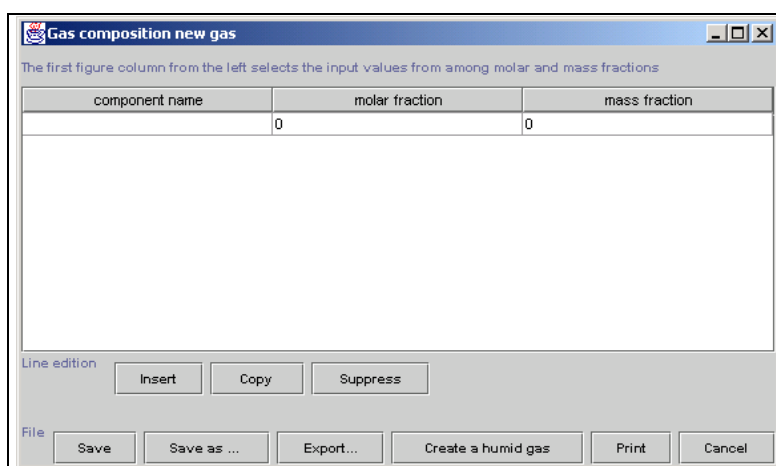 Gas composition new gas
The first figure column from the left selects the input values from among molar and mass fractions
component name molar fraction mass fraction
0 0
Line edition
Insert Copy Suppress
File
Save Save as ... Export... Create a humid gas Print Cancel